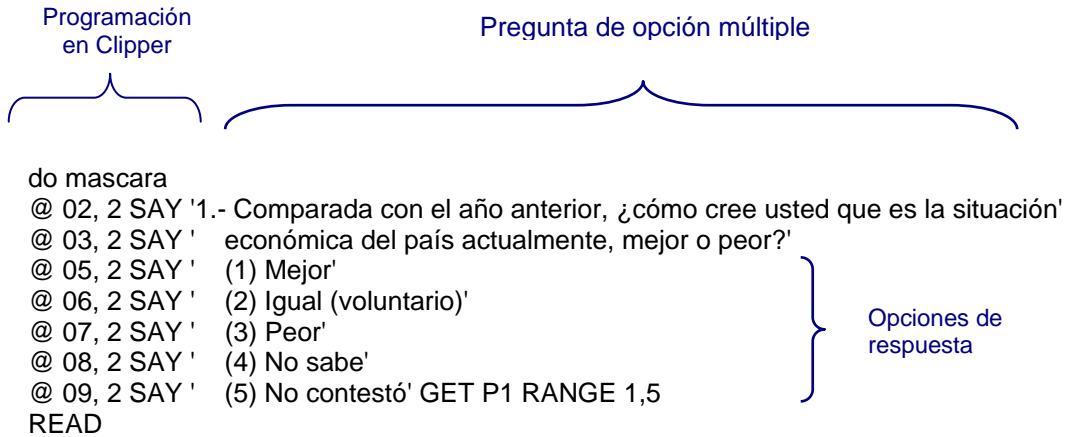 Programación
en Clipper
Pregunta de opción múltiple
do mascara
@ 02, 2 SAY '1.- Comparada con el año anterior, ¿cómo cree usted que es la situación'
@ 03, 2 SAY '    económica del país actualmente, mejor o peor?'
@ 05, 2 SAY '    (1) Mejor'
@ 06, 2 SAY '    (2) Igual (voluntario)'
@ 07, 2 SAY '    (3) Peor'
@ 08, 2 SAY '    (4) No sabe'
@ 09, 2 SAY '    (5) No contestó' GET P1 RANGE 1,5
READ
Opciones de
respuesta